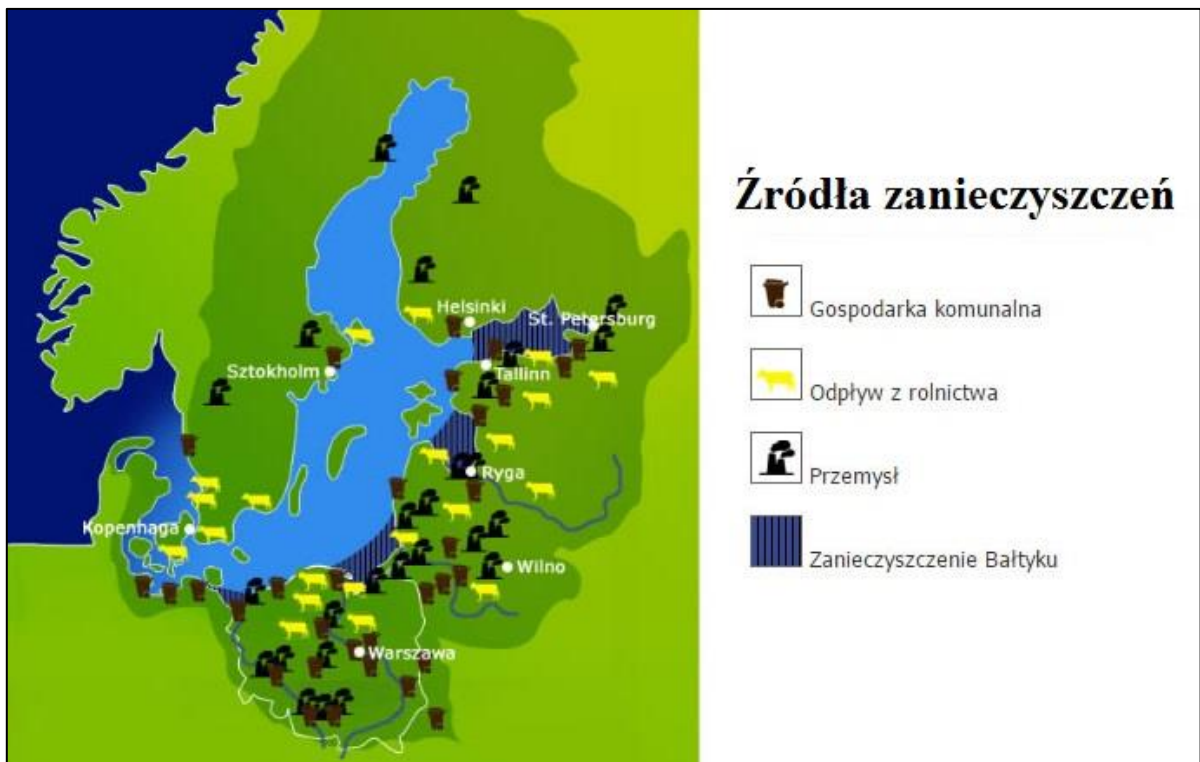 Helsinki
St. Petersburg
Sztokholm
Tallinn
Ryga
Kopenhaga
Wilno
Warszawa
Źródła zanieczyszczeń
Gospodarka komunalna
Odpływ z rolnictwa
Przemysł
Zanieczyszczenie Bałtyku